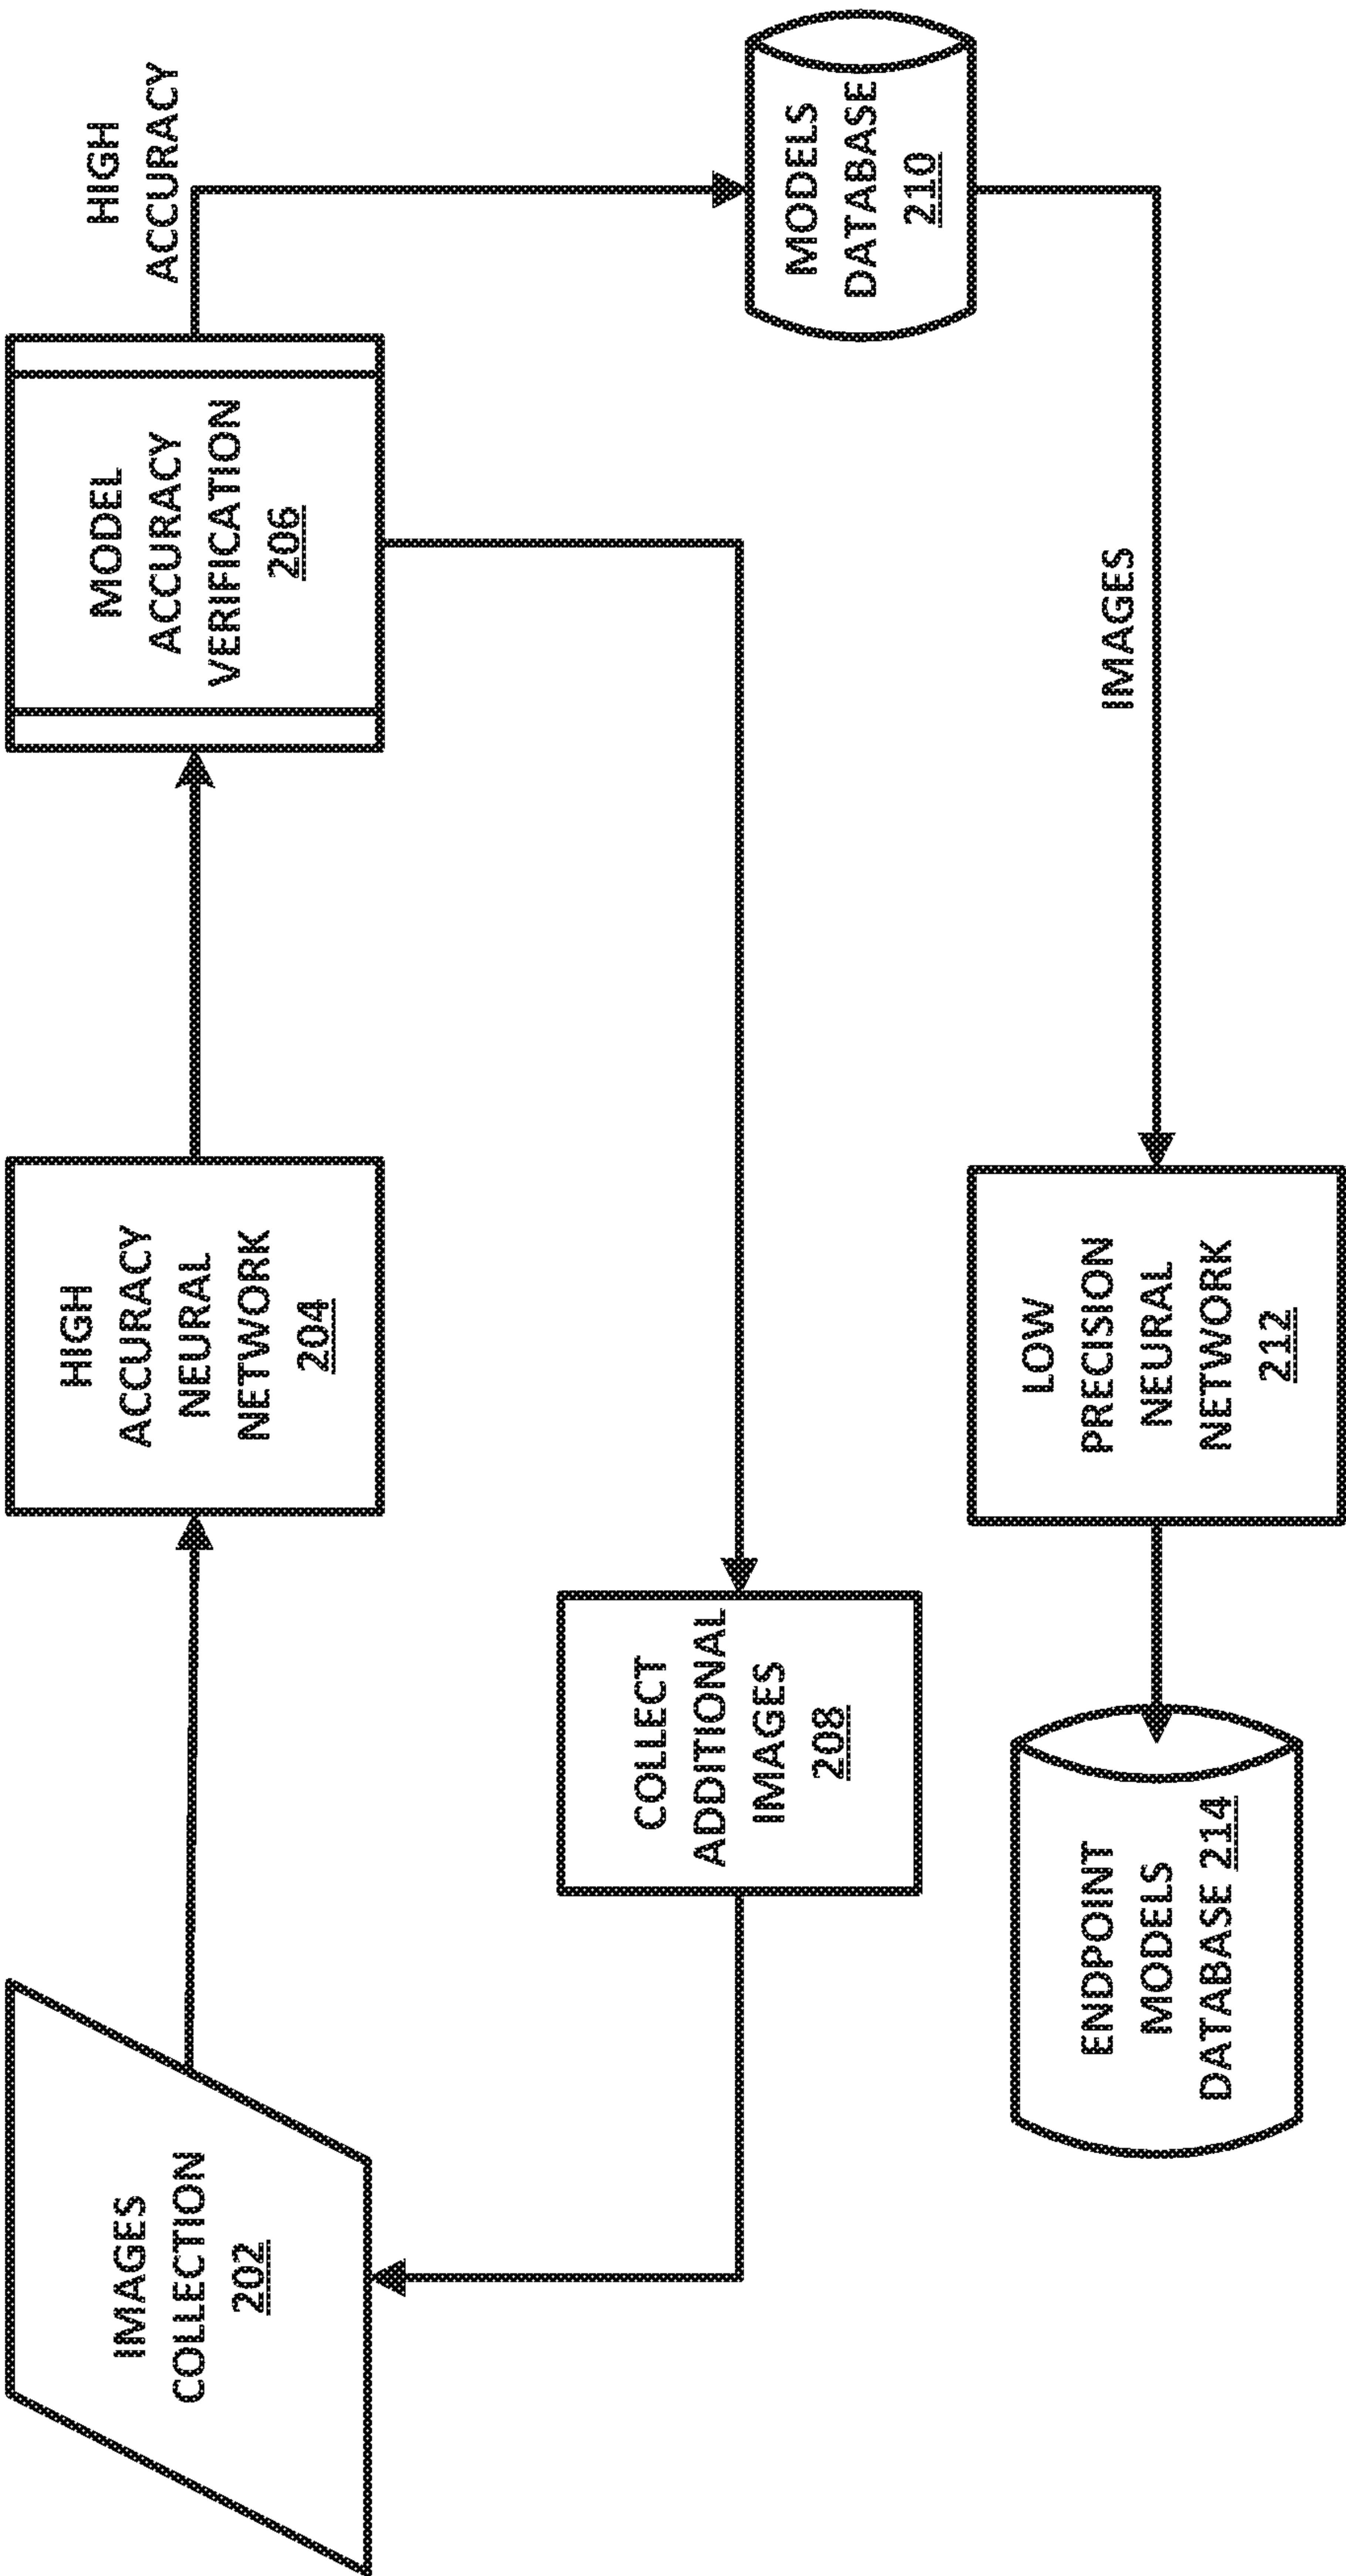 IMAGES
COLLECTION
202
HIGH
ACCURACY
NEURAL
NETWORK
204
MODEL
ACCURACY
VERIFICATION
206
HIGH
ACCURACY
COLLECT
ADDITIONAL
IMAGES
208
MODELS
DATABASE
210
IMAGES
LOW
PRECISION
NEURAL
NETWORK
212
ENDPOINT
MODELS
DATABASE 214